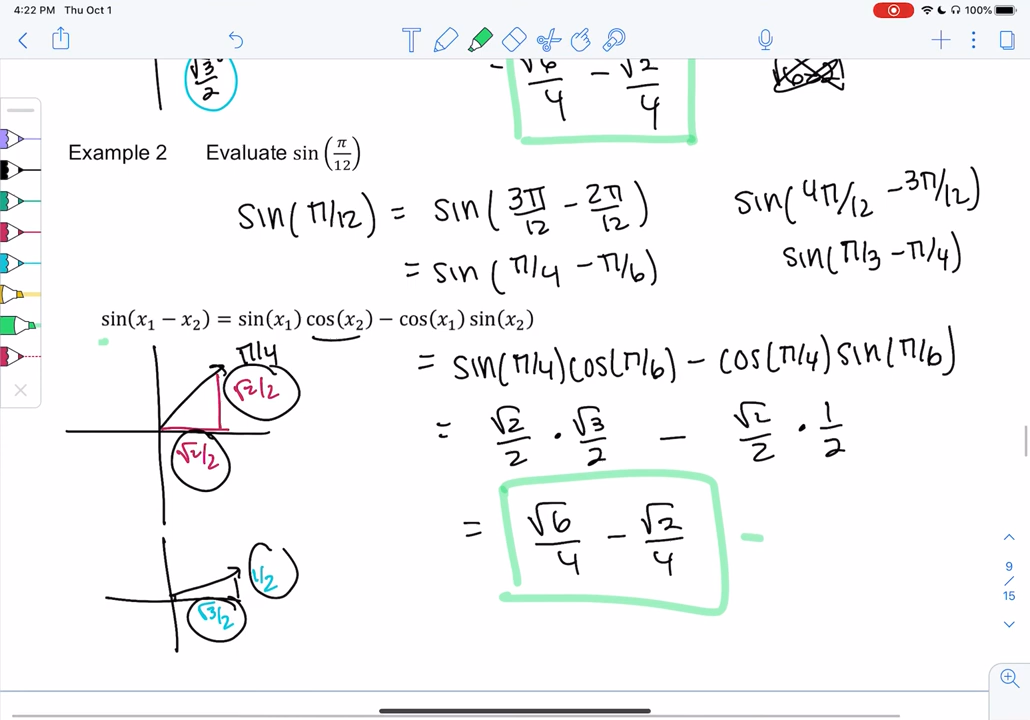 4:22 PM Thu Oct 1
100%
√3
2
- √6/4 - √2/4
Example 2 Evaluate sin (π/12)
sin(π/12) = sin(3π/12 - 2π/12)
sin(4π/12 - 3π/12)
= sin(π/4 - π/6)
sin(π/3 - π/4)
sin(x₁ − x₂) = sin(x₁) cos(x₂) − cos(x₁) sin(x₂)
π/4
√2/2
√2/2
= sin(π/4)cos(π/6) - cos(π/4)sin(π/6)
= √2/2 · √3/2 - √2/2 · 1/2
= √6/4 - √2/4 -
1/2
√3/2
9
/
15